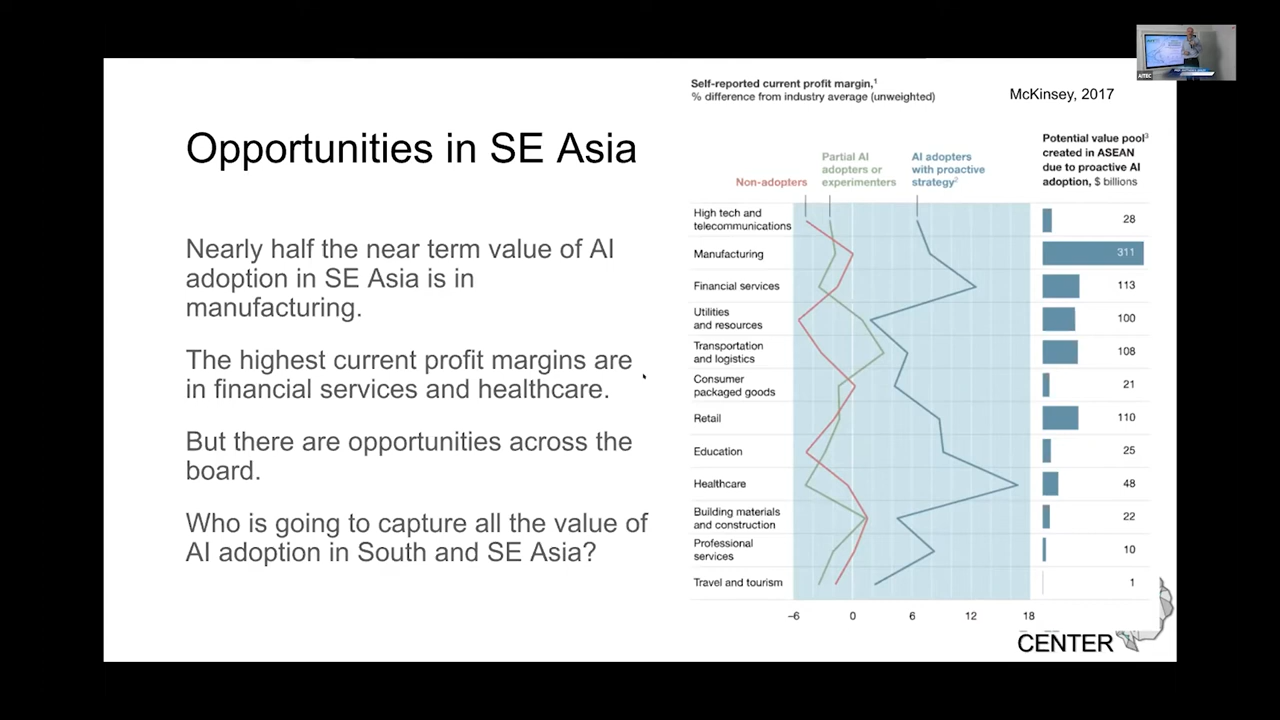 Opportunities in SE Asia
Nearly half the near term value of AI
adoption in SE Asia is in
manufacturing.
The highest current profit margins are
in financial services and healthcare.
But there are opportunities across the
board.
Who is going to capture all the value of
AI adoption in South and SE Asia?
Self-reported current profit margin,¹
% difference from industry average (unweighted)
McKinsey, 2017
Non-adopters
Partial AI
adopters or
experimenters
AI adopters
with proactive
strategy²
Potential value pool³
created in ASEAN
due to proactive AI
adoption, $ billions
High tech and
telecommunications
28
Manufacturing
311
Financial services
113
Utilities
and resources
100
Transportation
and logistics
108
Consumer
packaged goods
21
Retail
110
Education
25
Healthcare
48
Building materials
and construction
22
Professional
services
10
Travel and tourism
1
–6 0 6 12 18
CENTER
AITEC